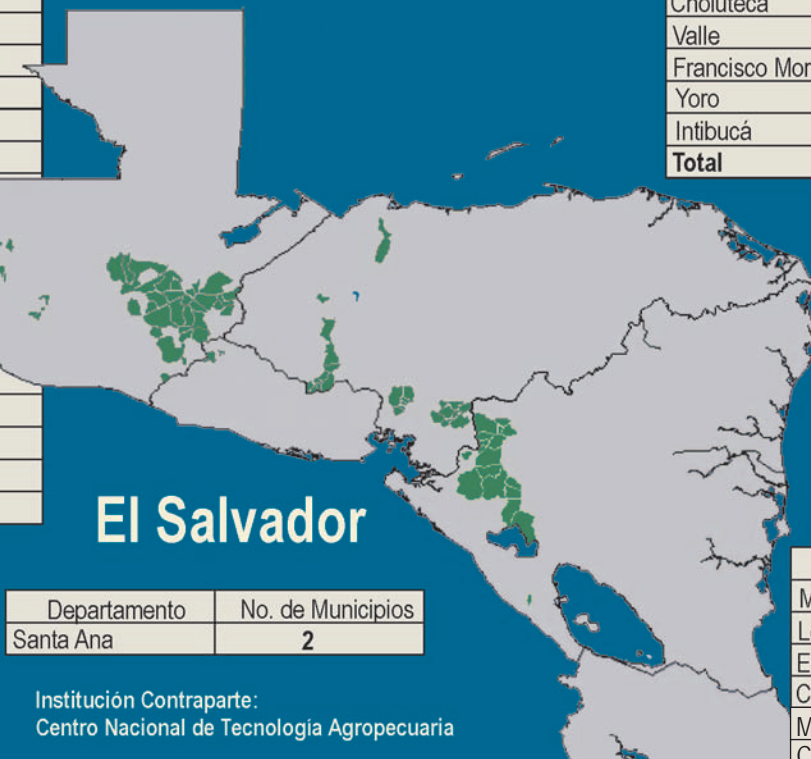 Choluteca
Valle
Francisco Mor
Yoro
Intibucá
Total
El Salvador
Departamento No. de Municipios
Santa Ana 2
Institución Contraparte:
Centro Nacional de Tecnología Agropecuaria
M
L
E
C
M
C